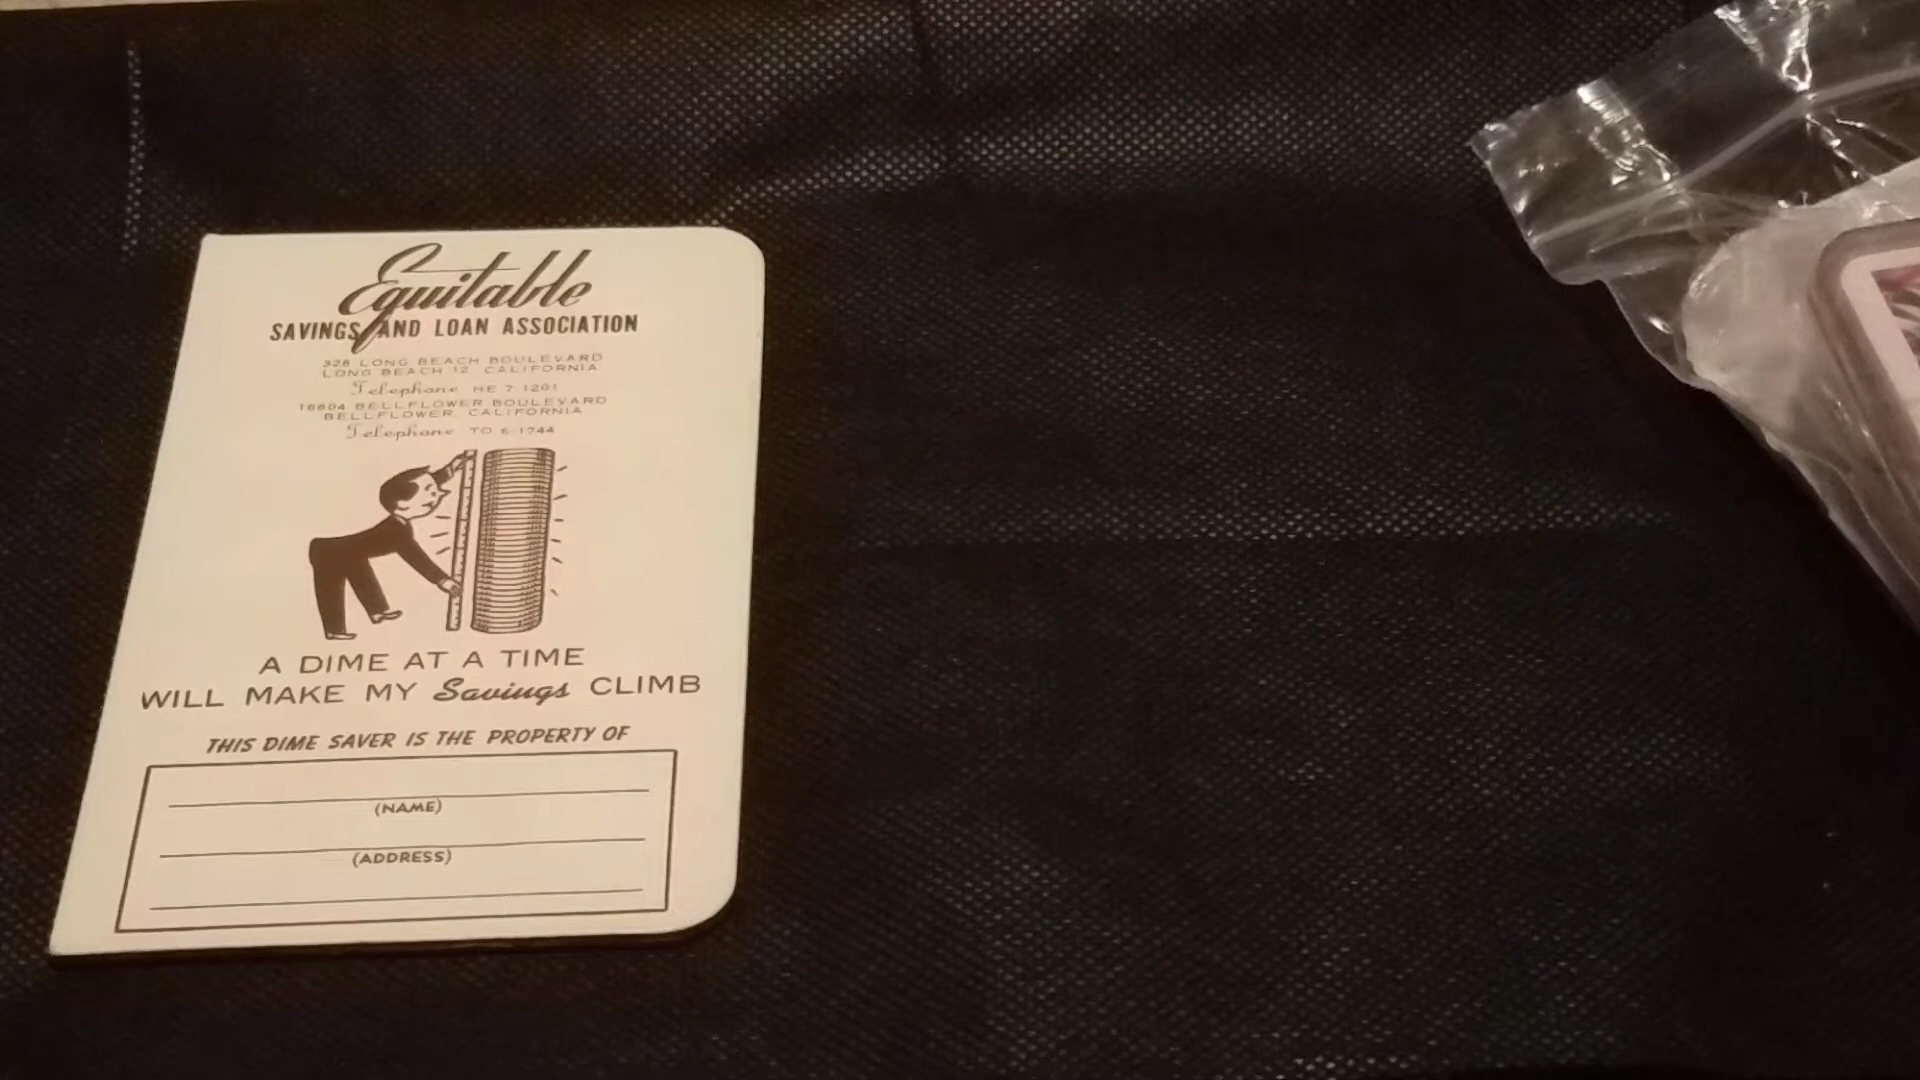 Equitable
SAVINGS AND LOAN ASSOCIATION
328 LONG BEACH BOULEVARD
LONG BEACH 12, CALIFORNIA
Telephone HE 7-1201
16604 BELLFLOWER BOULEVARD
BELLFLOWER, CALIFORNIA
Telephone TO 6-1744
A DIME AT A TIME
WILL MAKE MY Savings CLIMB
THIS DIME SAVER IS THE PROPERTY OF
(NAME)
(ADDRESS)